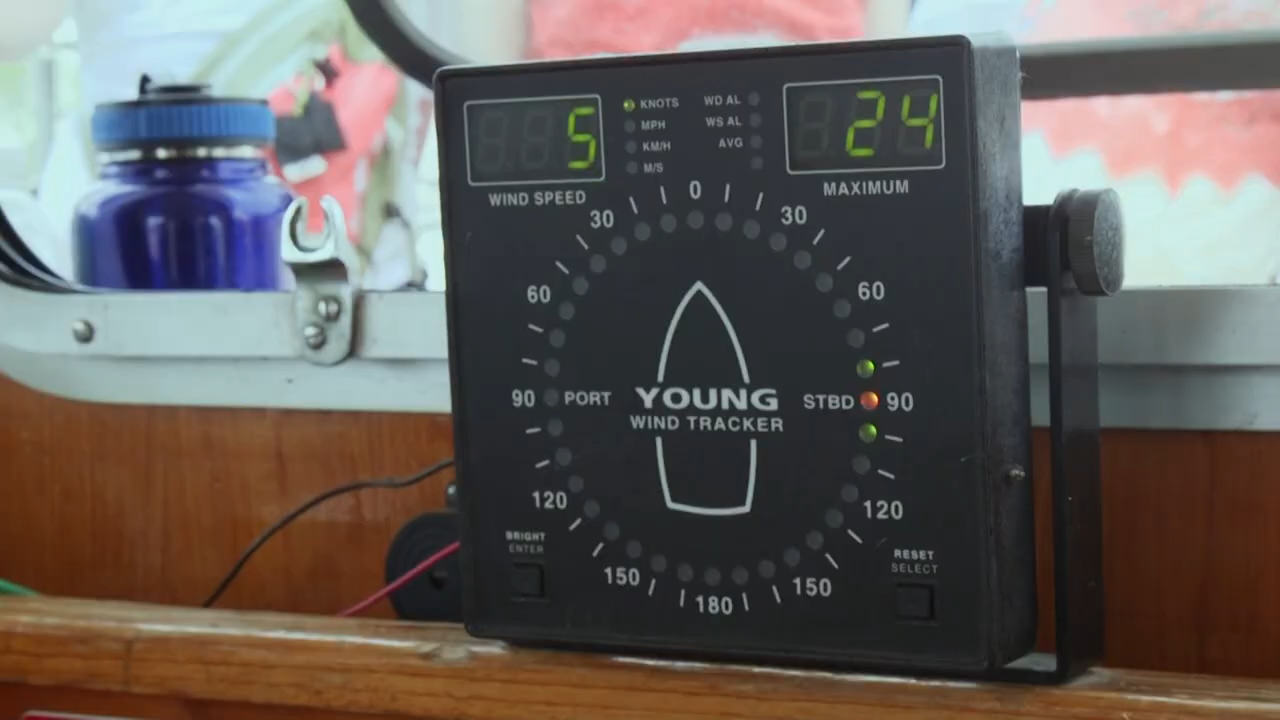 5
KNOTS
MPH
KM/H
M/S
WD AL
WS AL
AVG
24
WIND SPEED
MAXIMUM
0
30
30
60
60
90 PORT
STBD 90
YOUNG
WIND TRACKER
120
120
150
150
180
BRIGHT
ENTER
RESET
SELECT